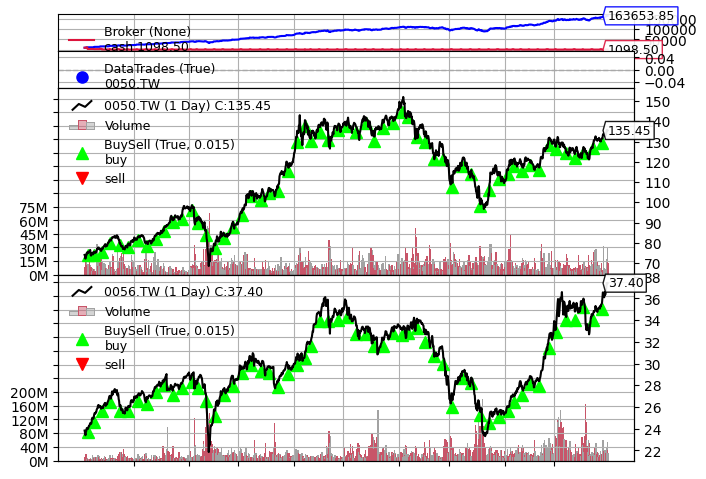 Broker (None)
cash 1098.50
163653.85
100000
50000
1098.50
DataTrades (True)
0050.TW
0.04
0.00
−0.04
0050.TW (1 Day) C:135.45
Volume
BuySell (True, 0.015)
buy
sell
150
140
135.45
130
120
110
100
90
80
70
75M
60M
45M
30M
15M
0M
0056.TW (1 Day) C:37.40
Volume
BuySell (True, 0.015)
buy
sell
38
37.40
36
34
32
30
28
26
24
22
200M
160M
120M
80M
40M
0M